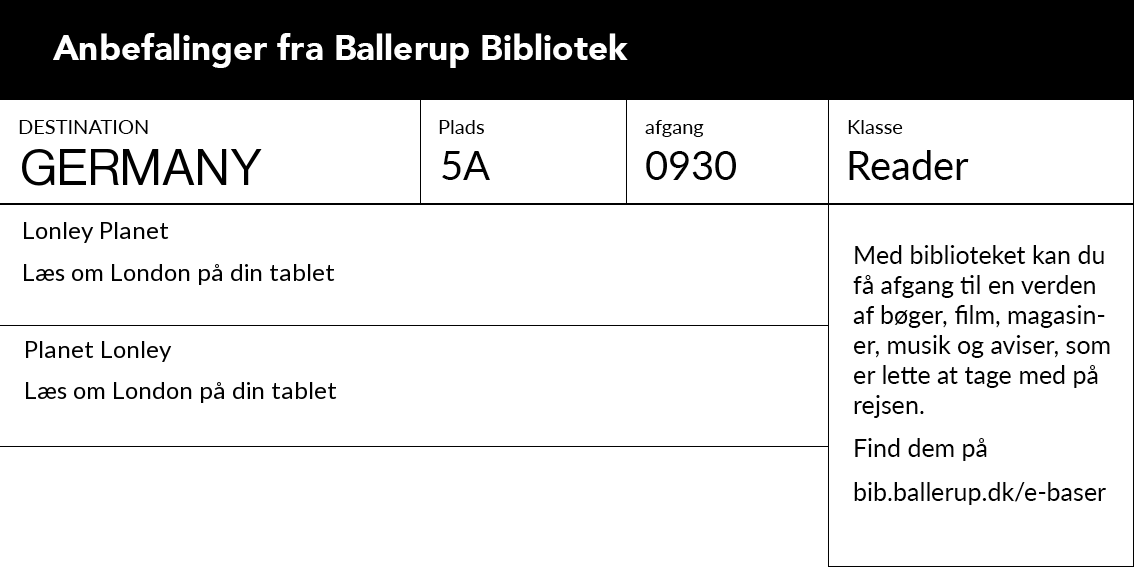 Anbefalinger fra Ballerup Bibliotek
DESTINATION
GERMANY
Plads
5A
afgang
0930
Klasse
Reader
Lonley Planet
Læs om London på din tablet
Planet Lonley
Læs om London på din tablet
Med biblioteket kan du
få afgang til en verden
af bøger, film, magasin-
er, musik og aviser, som
er lette at tage med på
rejsen.
Find dem på
bib.ballerup.dk/e-baser